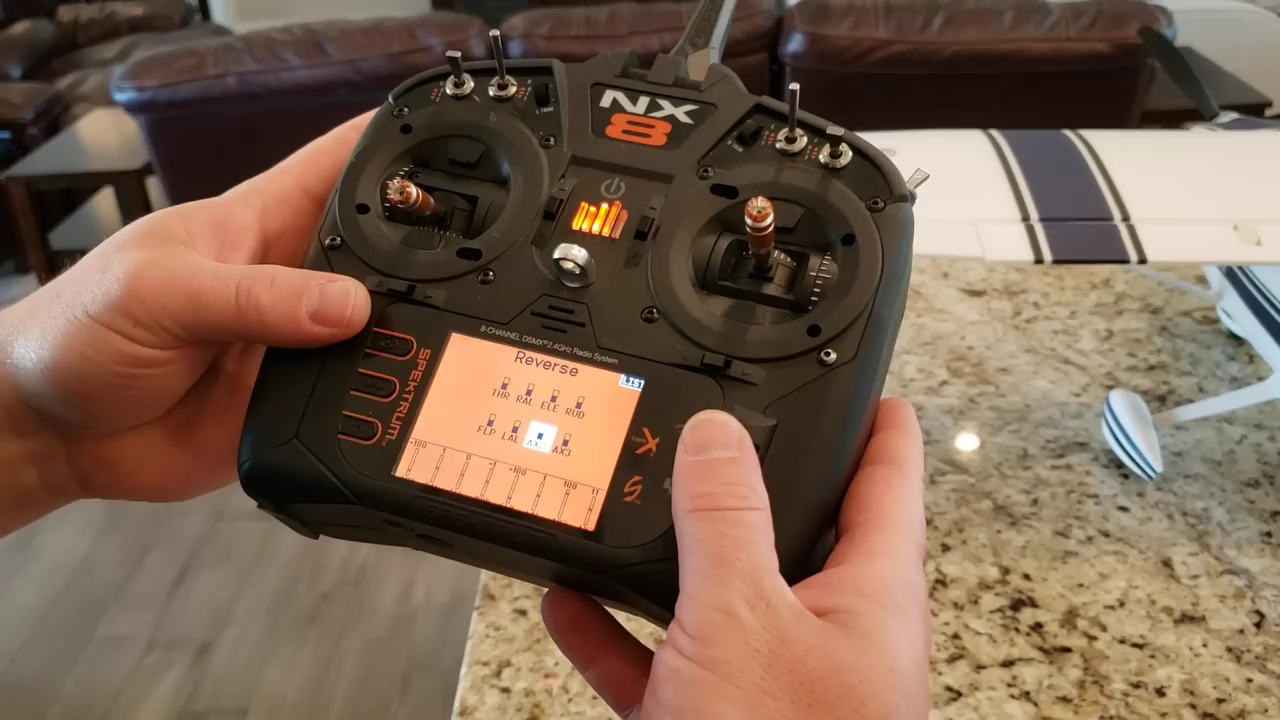 NX
8
8-CHANNEL DSMX® 2.4GHz Radio System
SPEKTRUM
Reverse
LIST
THR RAL ELE RUD
FLP LAL AX3
-100 0 -100 100